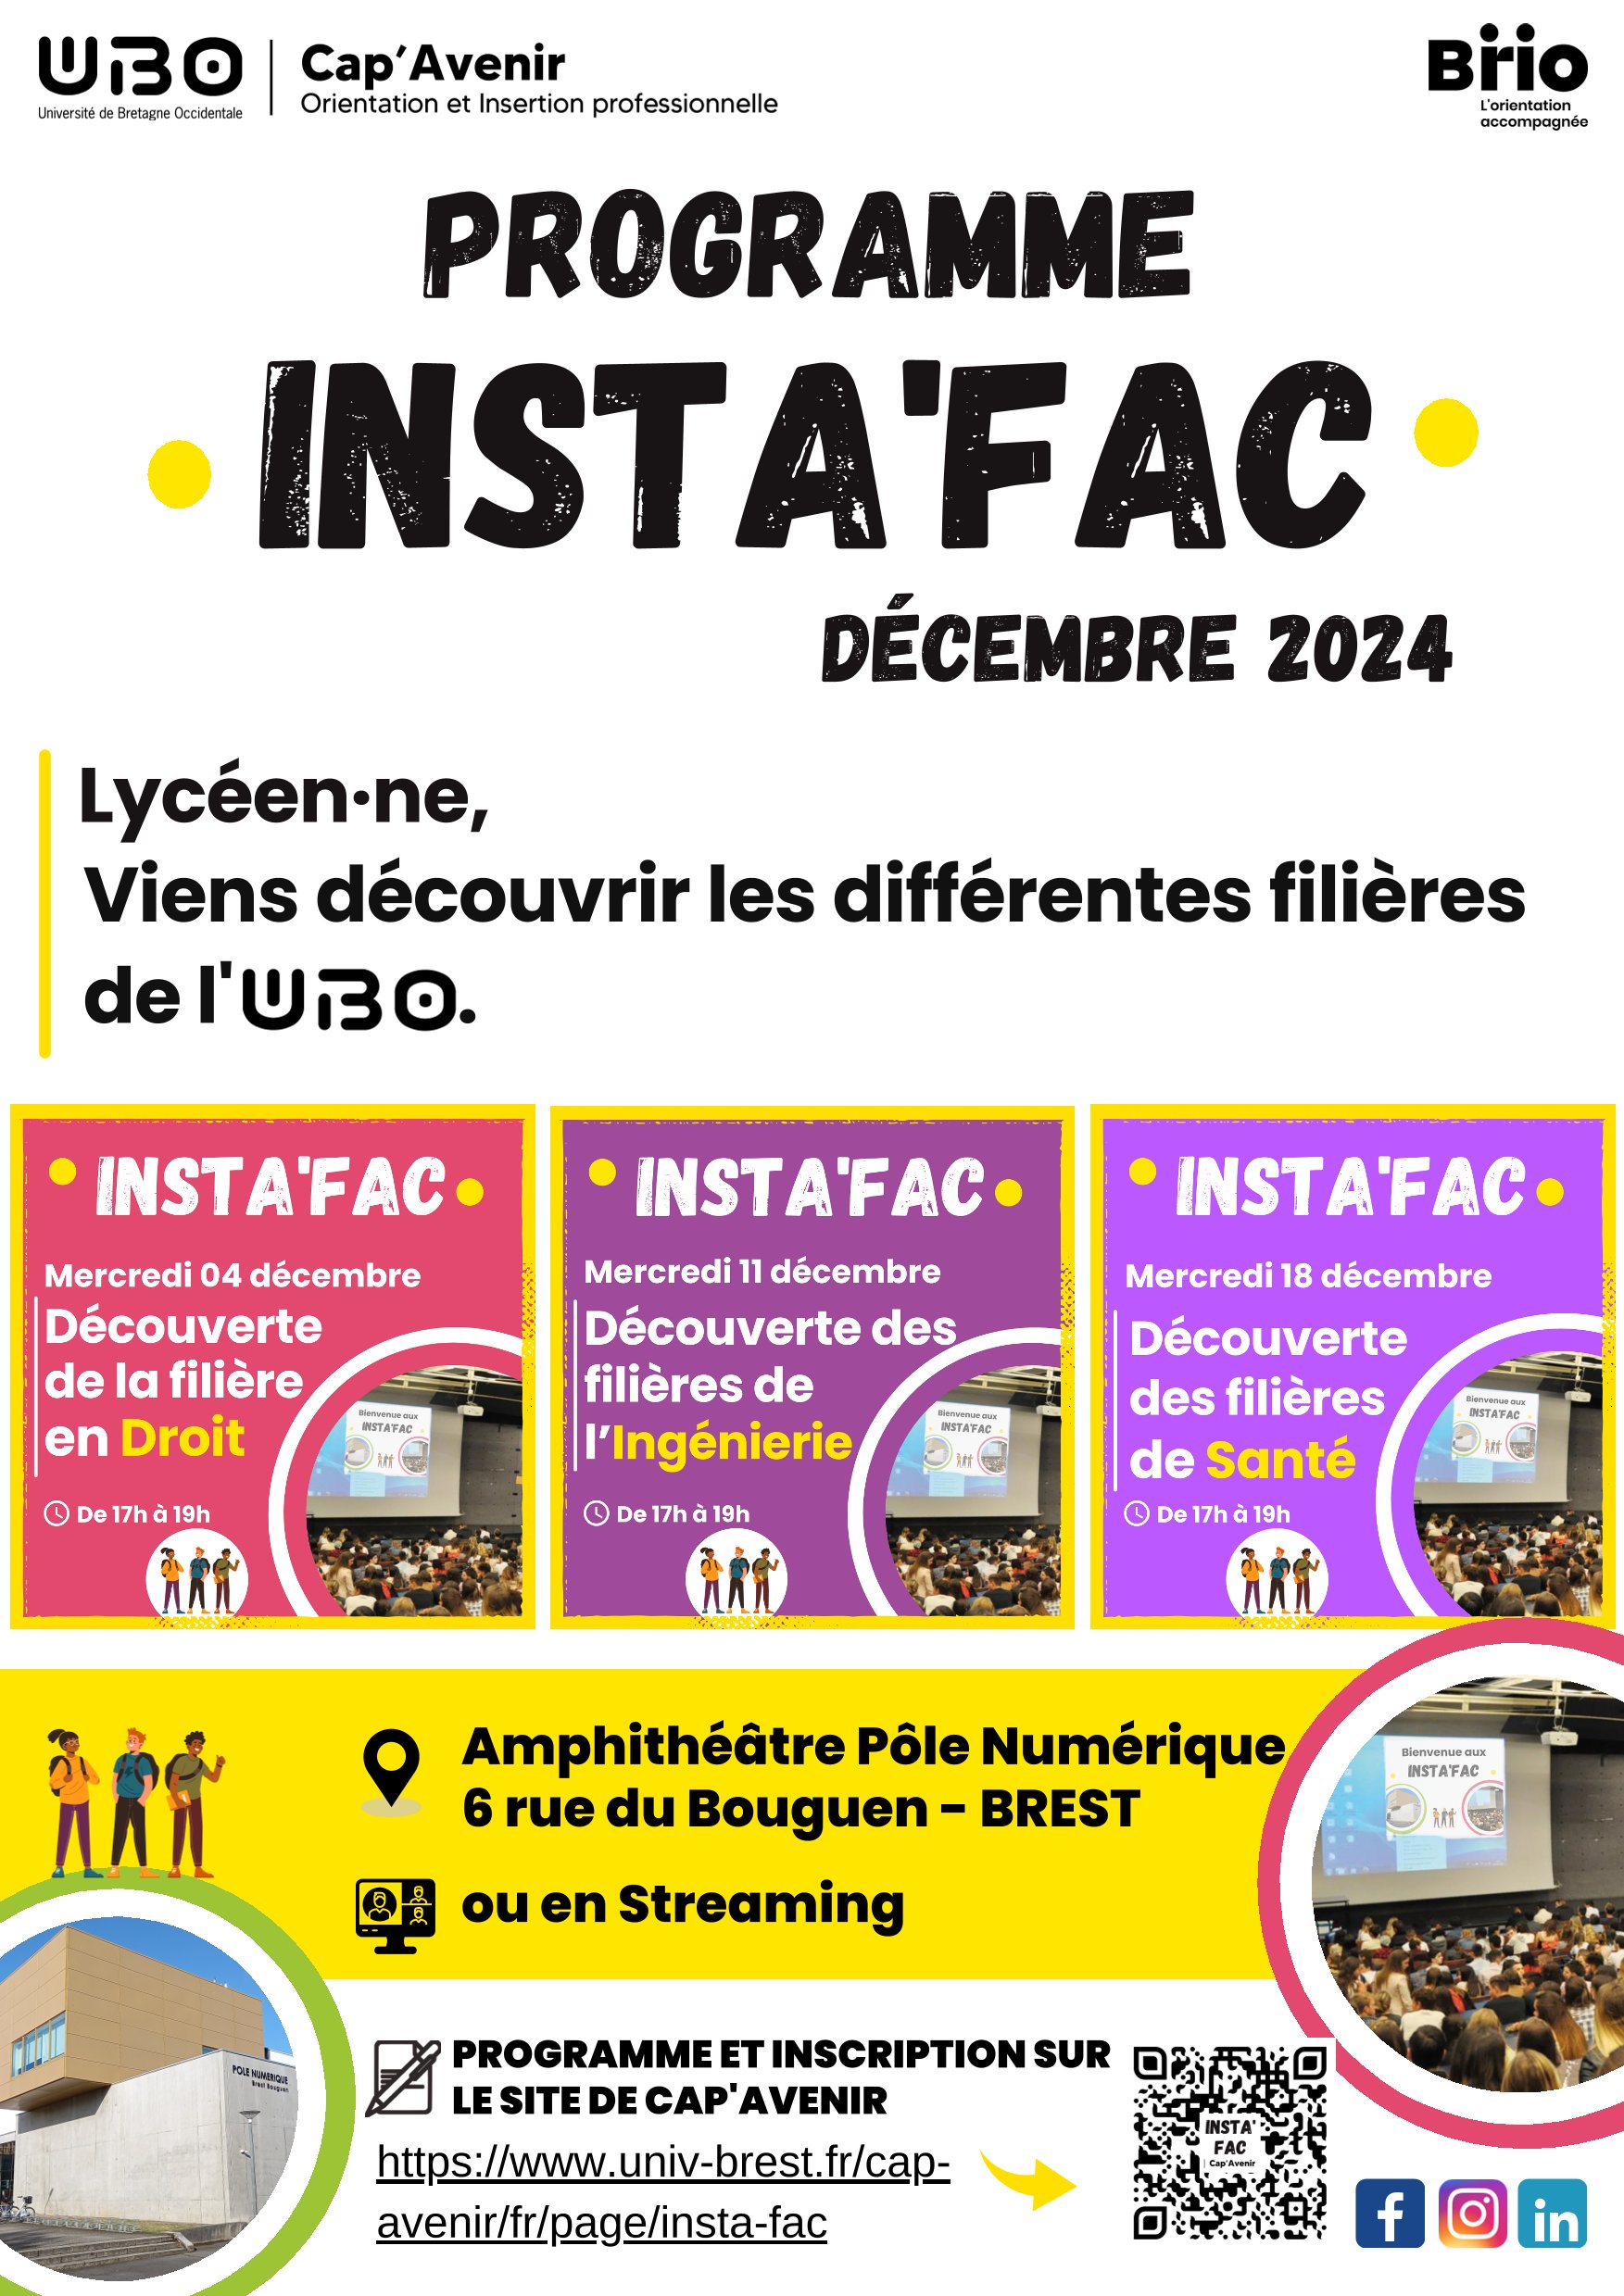 UBO
Université de Bretagne Occidentale
Cap'Avenir
Orientation et Insertion professionnelle
Brio
L'orientation
accompagnée
PROGRAMME
INSTA'FAC
DÉCEMBRE 2024
Lycéen·ne,
Viens découvrir les différentes filières
de l'UBO.
INSTA'FAC
Mercredi 04 décembre
Découverte
de la filière
en Droit
De 17h à 19h
Bienvenue aux
INSTA'FAC
INSTA'FAC
Mercredi 11 décembre
Découverte des
filières de
l'Ingénierie
De 17h à 19h
Bienvenue aux
INSTA'FAC
INSTA'FAC
Mercredi 18 décembre
Découverte
des filières
de Santé
De 17h à 19h
Bienvenue aux
INSTA'FAC
Amphithéâtre Pôle Numérique
6 rue du Bouguen - BREST
ou en Streaming
Bienvenue aux
INSTA'FAC
POLE NUMERIQUE
Brest Bouguen
PROGRAMME ET INSCRIPTION SUR
LE SITE DE CAP'AVENIR
https://www.univ-brest.fr/cap-
avenir/fr/page/insta-fac
INSTA'
FAC
Cap'Avenir
f
in